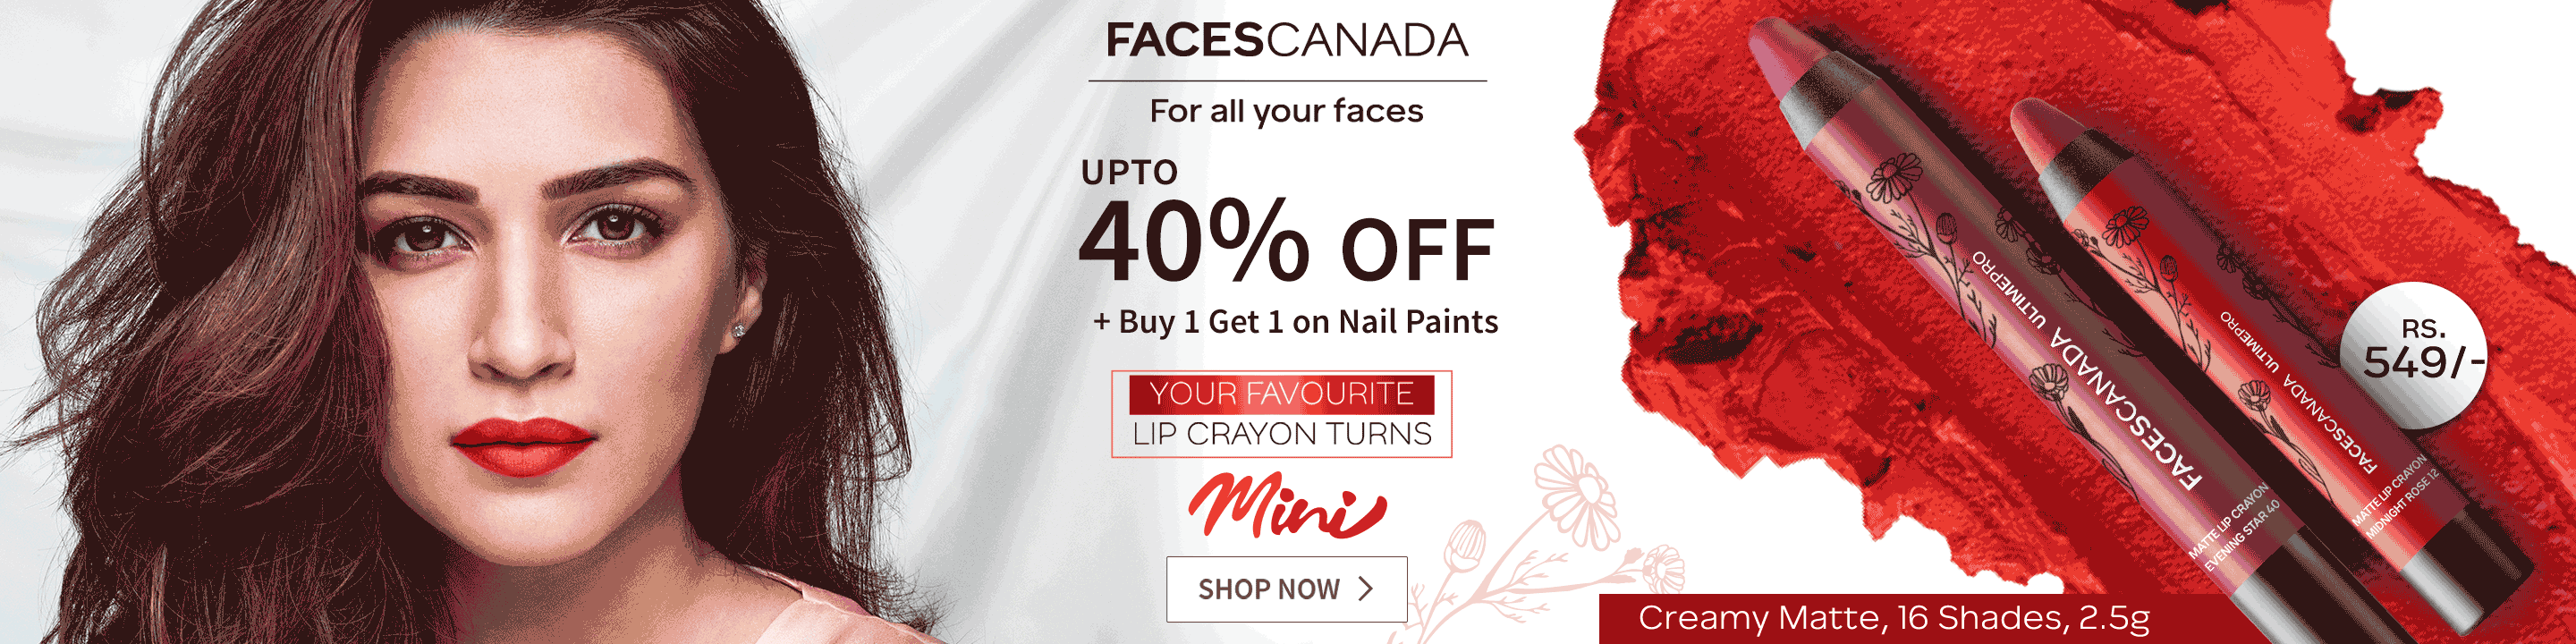 FACESCANADA
For all your faces
UPTO
40% OFF
+ Buy 1 Get 1 on Nail Paints
YOUR FAVOURITE
LIP CRAYON TURNS
Mini
SHOP NOW >
FACESCANADA ULTIMEPRO
MATTE LIP CRAYON
EVENING STAR 40
FACESCANADA ULTIMEPRO
MATTE LIP CRAYON
MIDNIGHT ROSE 12
RS.
549/-
Creamy Matte, 16 Shades, 2.5g